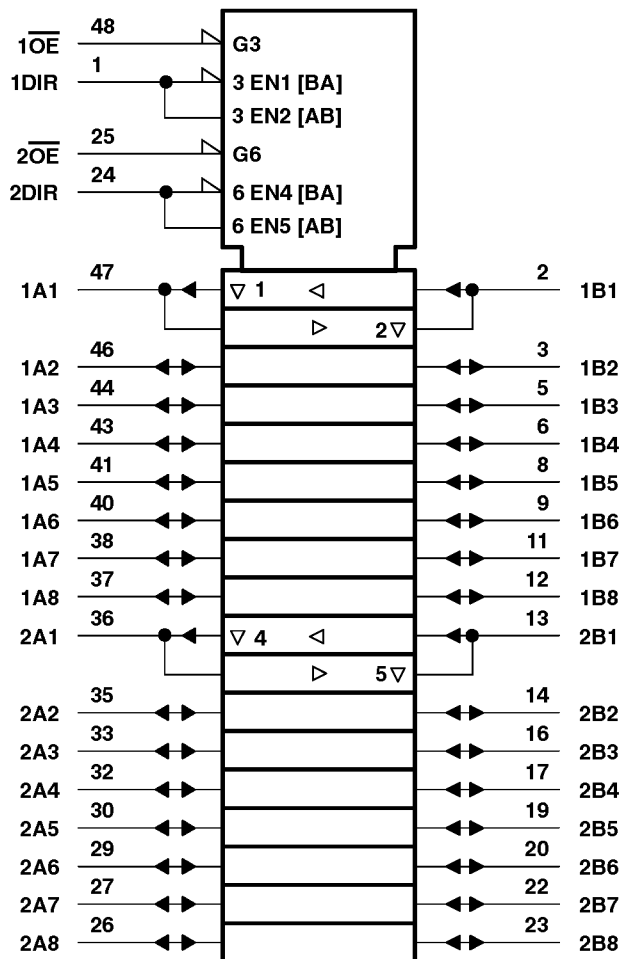 1O̅E̅ 48 G3
1DIR 1 3 EN1 [BA]
3 EN2 [AB]
2O̅E̅ 25 G6
2DIR 24 6 EN4 [BA]
6 EN5 [AB]
1A1 47 ▽ 1 ◁ 2 1B1
▷ 2 ▽
1A2 46 3 1B2
1A3 44 5 1B3
1A4 43 6 1B4
1A5 41 8 1B5
1A6 40 9 1B6
1A7 38 11 1B7
1A8 37 12 1B8
2A1 36 ▽ 4 ◁ 13 2B1
▷ 5 ▽
2A2 35 14 2B2
2A3 33 16 2B3
2A4 32 17 2B4
2A5 30 19 2B5
2A6 29 20 2B6
2A7 27 22 2B7
2A8 26 23 2B8